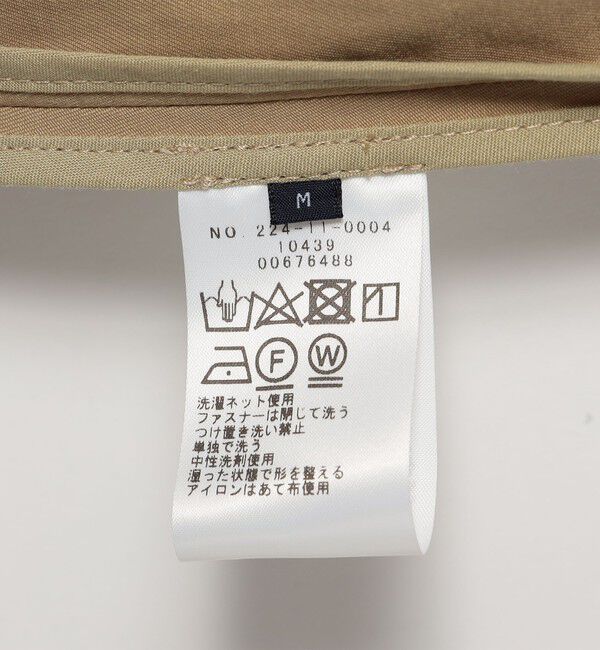 M
NO. 224-11-0004
10439
00676488
F W
洗濯ネット使用
ファスナーは閉じて洗う
つけ置き洗い禁止
単独で洗う
中性洗剤使用
湿った状態で形を整える
アイロンはあて布使用